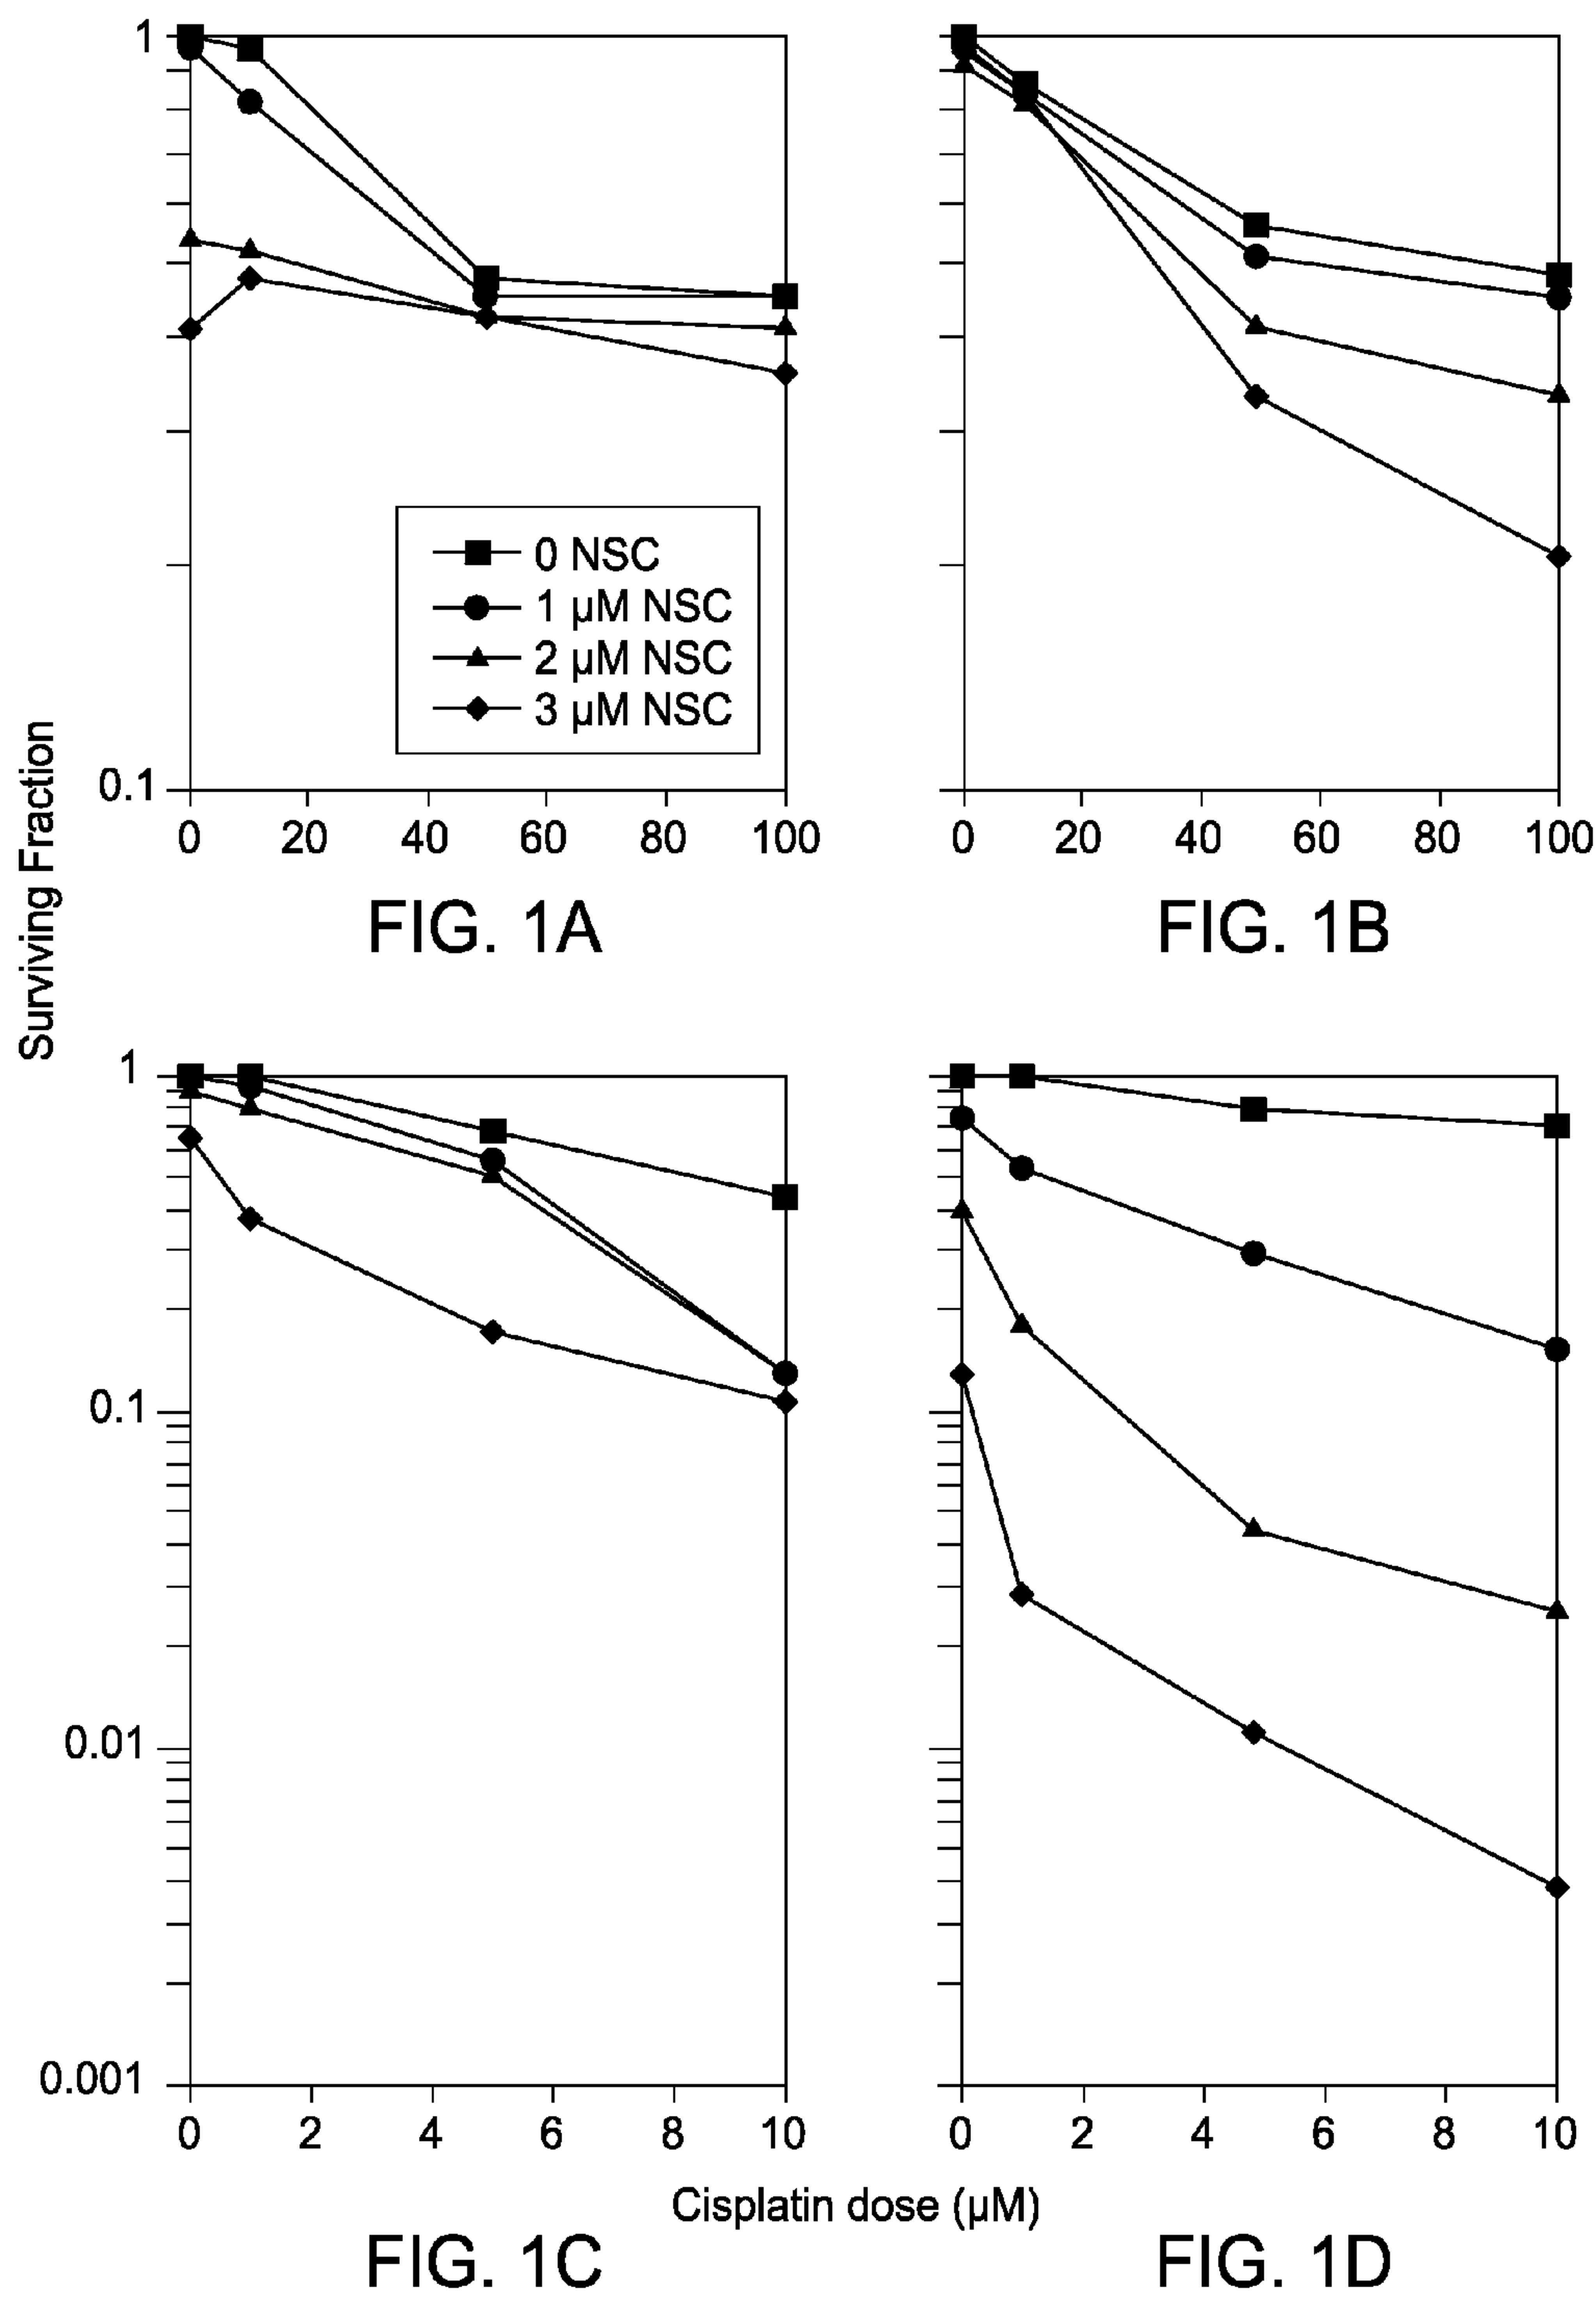 Surviving Fraction
1
0.1
0 NSC
1 µM NSC
2 µM NSC
3 µM NSC
0 20 40 60 80 100
0 20 40 60 80 100
FIG. 1A
FIG. 1B
1
0.1
0.01
0.001
0 2 4 6 8 10
0 2 4 6 8 10
Cisplatin dose (µM)
FIG. 1C
FIG. 1D